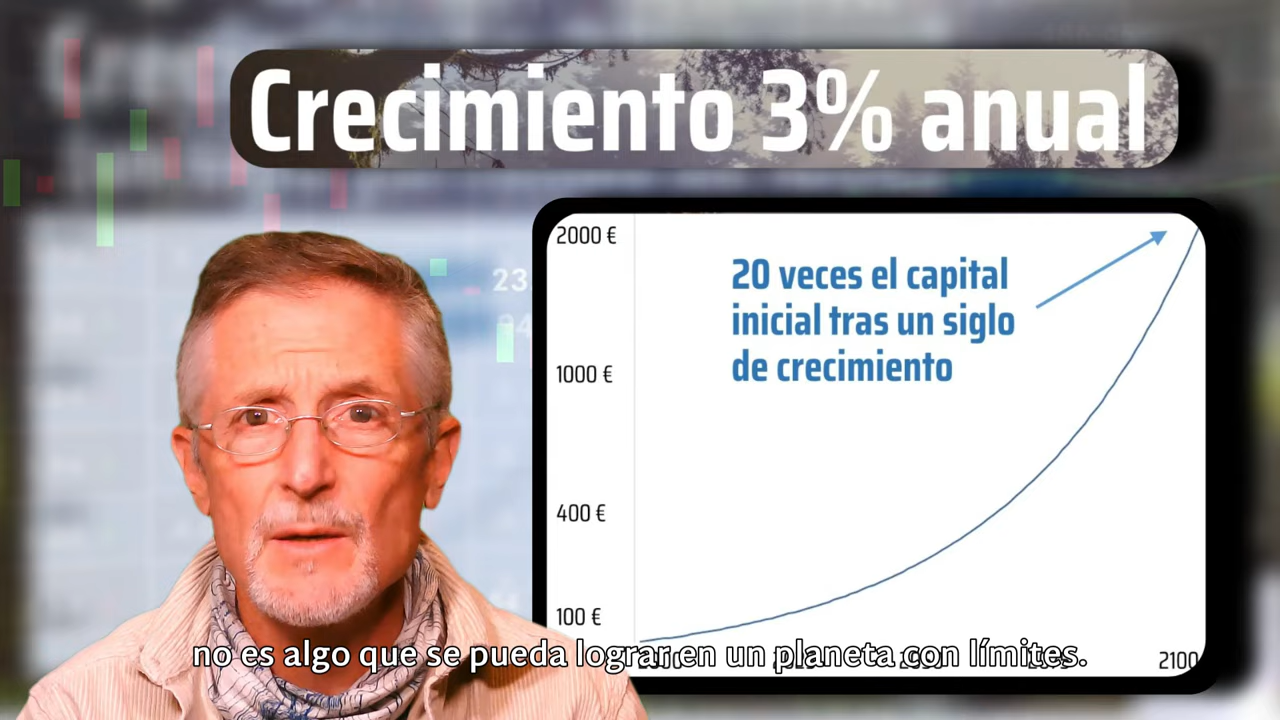 Crecimiento 3% anual
2000 €
20 veces el capital
inicial tras un siglo
de crecimiento
1000 €
400 €
100 €
2100
no es algo que se pueda lograr en un planeta con límites.
23